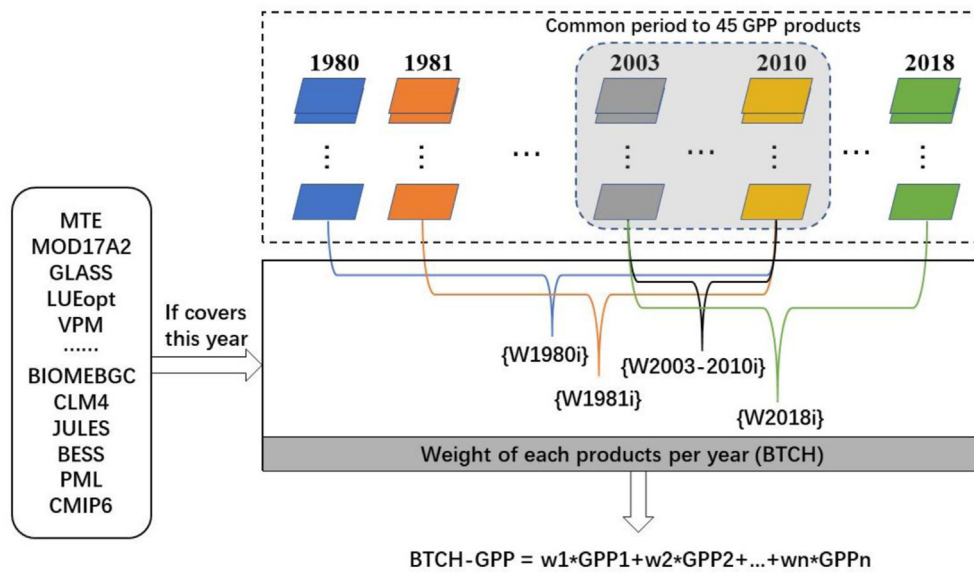 Common period to 45 GPP products
1980 1981 2003 2010 2018
... ...
...
MTE
MOD17A2
GLASS
LUEopt
VPM
......
BIOMEBGC
CLM4
JULES
BESS
PML
CMIP6
If covers
this year
{W1980i}
{W1981i}
{W2003-2010i}
{W2018i}
Weight of each products per year (BTCH)
BTCH-GPP = w1*GPP1+w2*GPP2+...+wn*GPPn